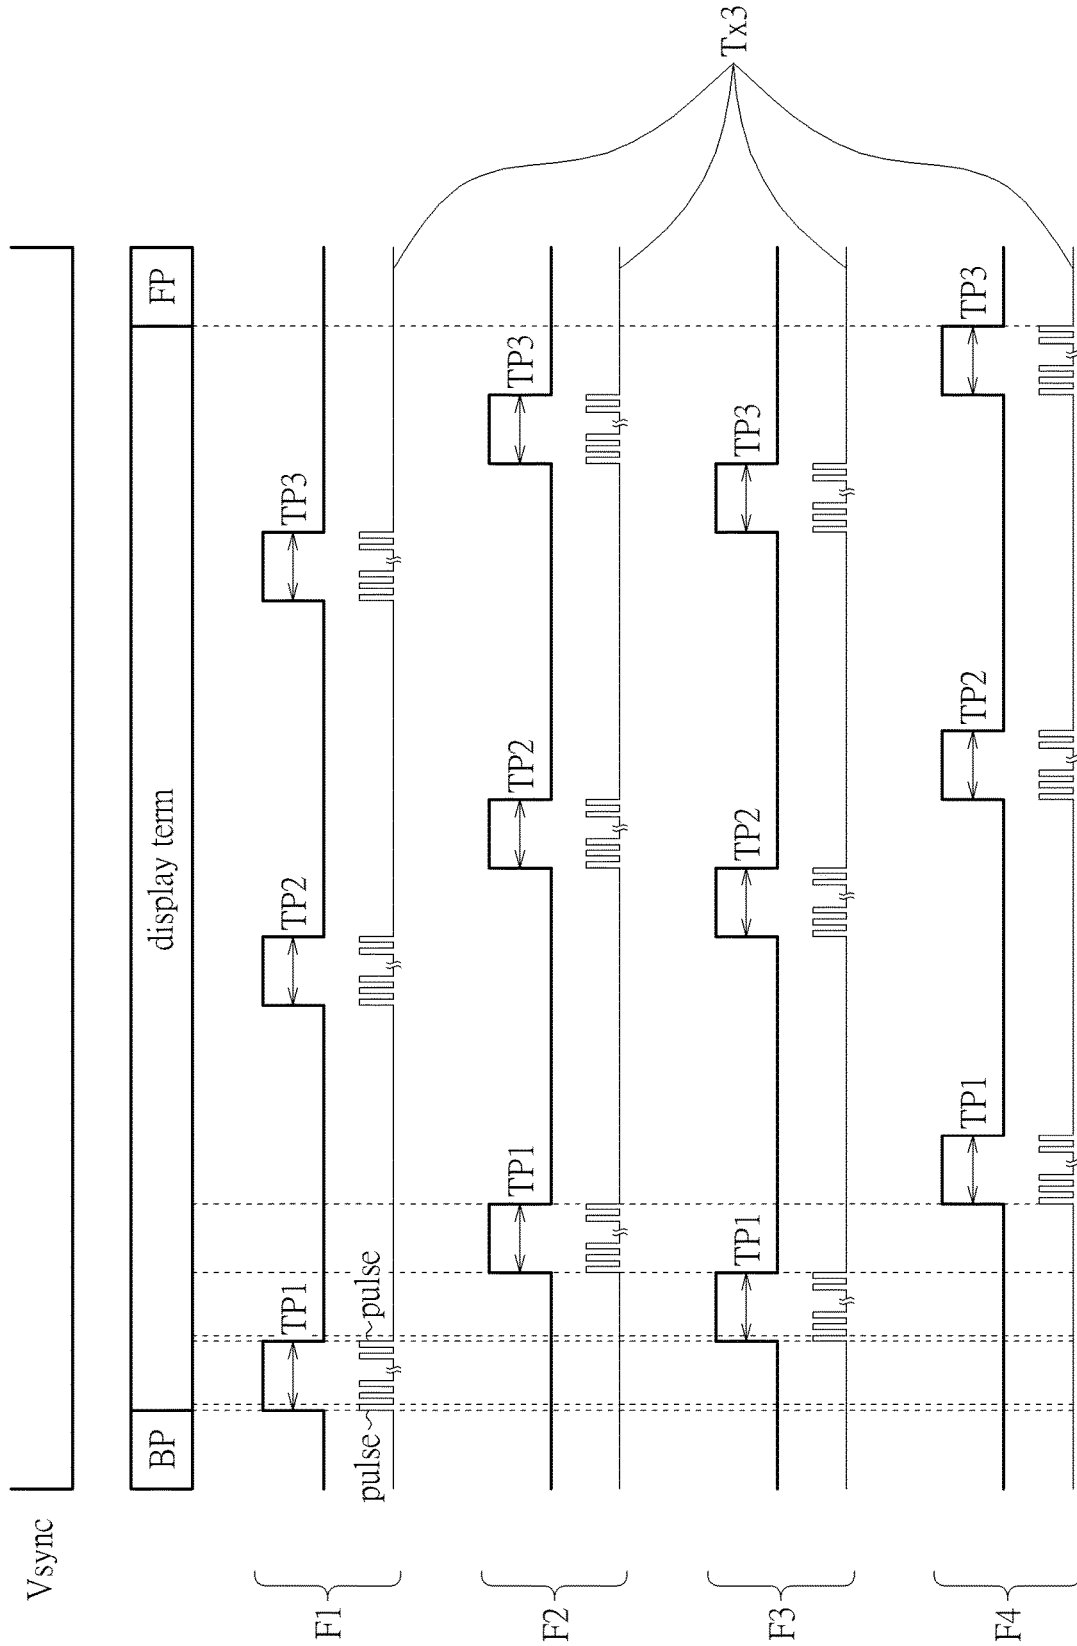 Vsync
BP
display term
FP
F1
TP1
TP2
TP3
pulse
pulse
F2
TP1
TP2
TP3
F3
TP1
TP2
TP3
F4
TP1
TP2
TP3
Tx3